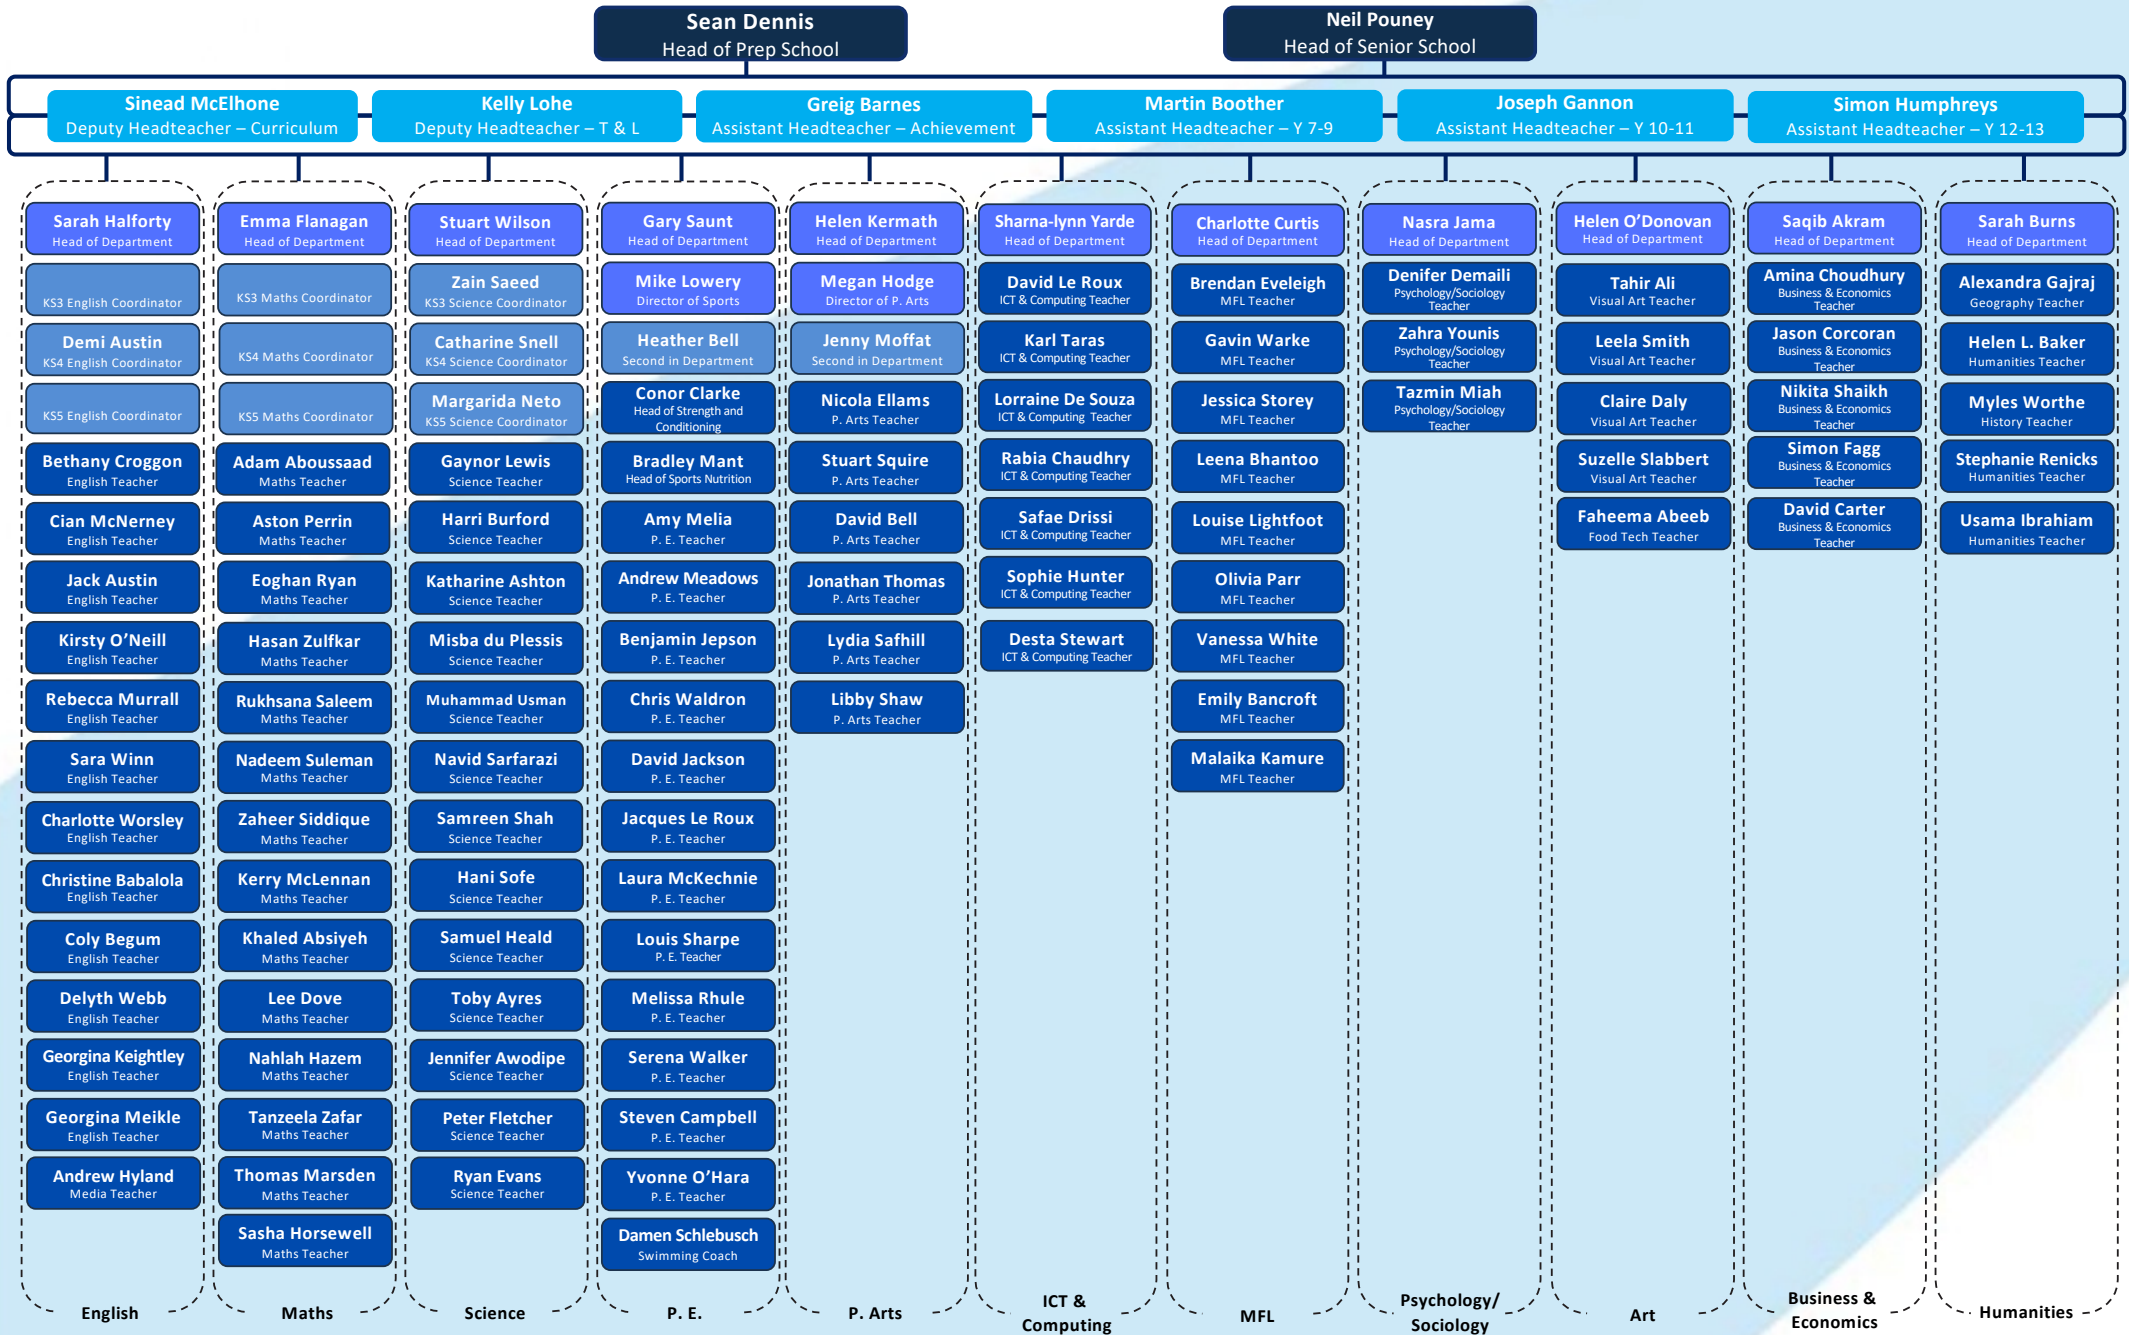 Sean Dennis
Head of Prep School
Neil Pouney
Head of Senior School
Sinead McElhone
Deputy Headteacher – Curriculum
Kelly Lohe
Deputy Headteacher – T & L
Greig Barnes
Assistant Headteacher – Achievement
Martin Boother
Assistant Headteacher – Y 7-9
Joseph Gannon
Assistant Headteacher – Y 10-11
Simon Humphreys
Assistant Headteacher – Y 12-13
Sarah Halforty
Head of Department
KS3 English Coordinator
Demi Austin
KS4 English Coordinator
KS5 English Coordinator
Bethany Croggon
English Teacher
Cian McNerney
English Teacher
Jack Austin
English Teacher
Kirsty O’Neill
English Teacher
Rebecca Murrall
English Teacher
Sara Winn
English Teacher
Charlotte Worsley
English Teacher
Christine Babalola
English Teacher
Coly Begum
English Teacher
Delyth Webb
English Teacher
Georgina Keightley
English Teacher
Georgina Meikle
English Teacher
Andrew Hyland
Media Teacher
English
Emma Flanagan
Head of Department
KS3 Maths Coordinator
KS4 Maths Coordinator
KS5 Maths Coordinator
Adam Aboussaad
Maths Teacher
Aston Perrin
Maths Teacher
Eoghan Ryan
Maths Teacher
Hasan Zulfkar
Maths Teacher
Rukhsana Saleem
Maths Teacher
Nadeem Suleman
Maths Teacher
Zaheer Siddique
Maths Teacher
Kerry McLennan
Maths Teacher
Khaled Absiyeh
Maths Teacher
Lee Dove
Maths Teacher
Nahlah Hazem
Maths Teacher
Tanzeela Zafar
Maths Teacher
Thomas Marsden
Maths Teacher
Sasha Horsewell
Maths Teacher
Maths
Stuart Wilson
Head of Department
Zain Saeed
KS3 Science Coordinator
Catharine Snell
KS4 Science Coordinator
Margarida Neto
KS5 Science Coordinator
Gaynor Lewis
Science Teacher
Harri Burford
Science Teacher
Katharine Ashton
Science Teacher
Misba du Plessis
Science Teacher
Muhammad Usman
Science Teacher
Navid Sarfarazi
Science Teacher
Samreen Shah
Science Teacher
Hani Sofe
Science Teacher
Samuel Heald
Science Teacher
Toby Ayres
Science Teacher
Jennifer Awodipe
Science Teacher
Peter Fletcher
Science Teacher
Ryan Evans
Science Teacher
Science
Gary Saunt
Head of Department
Mike Lowery
Director of Sports
Heather Bell
Second in Department
Conor Clarke
Head of Strength and
Conditioning
Bradley Mant
Head of Sports Nutrition
Amy Melia
P. E. Teacher
Andrew Meadows
P. E. Teacher
Benjamin Jepson
P. E. Teacher
Chris Waldron
P. E. Teacher
David Jackson
P. E. Teacher
Jacques Le Roux
P. E. Teacher
Laura McKechnie
P. E. Teacher
Louis Sharpe
P. E. Teacher
Melissa Rhule
P. E. Teacher
Serena Walker
P. E. Teacher
Steven Campbell
P. E. Teacher
Yvonne O’Hara
P. E. Teacher
Damen Schlebusch
Swimming Coach
P. E.
Helen Kermath
Head of Department
Megan Hodge
Director of P. Arts
Jenny Moffat
Second in Department
Nicola Ellams
P. Arts Teacher
Stuart Squire
P. Arts Teacher
David Bell
P. Arts Teacher
Jonathan Thomas
P. Arts Teacher
Lydia Safhill
P. Arts Teacher
Libby Shaw
P. Arts Teacher
P. Arts
Sharna-lynn Yarde
Head of Department
David Le Roux
ICT & Computing Teacher
Karl Taras
ICT & Computing Teacher
Lorraine De Souza
ICT & Computing Teacher
Rabia Chaudhry
ICT & Computing Teacher
Safae Drissi
ICT & Computing Teacher
Sophie Hunter
ICT & Computing Teacher
Desta Stewart
ICT & Computing Teacher
ICT &
Computing
Charlotte Curtis
Head of Department
Brendan Eveleigh
MFL Teacher
Gavin Warke
MFL Teacher
Jessica Storey
MFL Teacher
Leena Bhantoo
MFL Teacher
Louise Lightfoot
MFL Teacher
Olivia Parr
MFL Teacher
Vanessa White
MFL Teacher
Emily Bancroft
MFL Teacher
Malaika Kamure
MFL Teacher
MFL
Nasra Jama
Head of Department
Denifer Demaili
Psychology/Sociology
Teacher
Zahra Younis
Psychology/Sociology
Teacher
Tazmin Miah
Psychology/Sociology
Teacher
Psychology/
Sociology
Helen O’Donovan
Head of Department
Tahir Ali
Visual Art Teacher
Leela Smith
Visual Art Teacher
Claire Daly
Visual Art Teacher
Suzelle Slabbert
Visual Art Teacher
Faheema Abeeb
Food Tech Teacher
Art
Saqib Akram
Head of Department
Amina Choudhury
Business & Economics
Teacher
Jason Corcoran
Business & Economics
Teacher
Nikita Shaikh
Business & Economics
Teacher
Simon Fagg
Business & Economics
Teacher
David Carter
Business & Economics
Teacher
Business &
Economics
Sarah Burns
Head of Department
Alexandra Gajraj
Geography Teacher
Helen L. Baker
Humanities Teacher
Myles Worthe
History Teacher
Stephanie Renicks
Humanities Teacher
Usama Ibrahiam
Humanities Teacher
Humanities